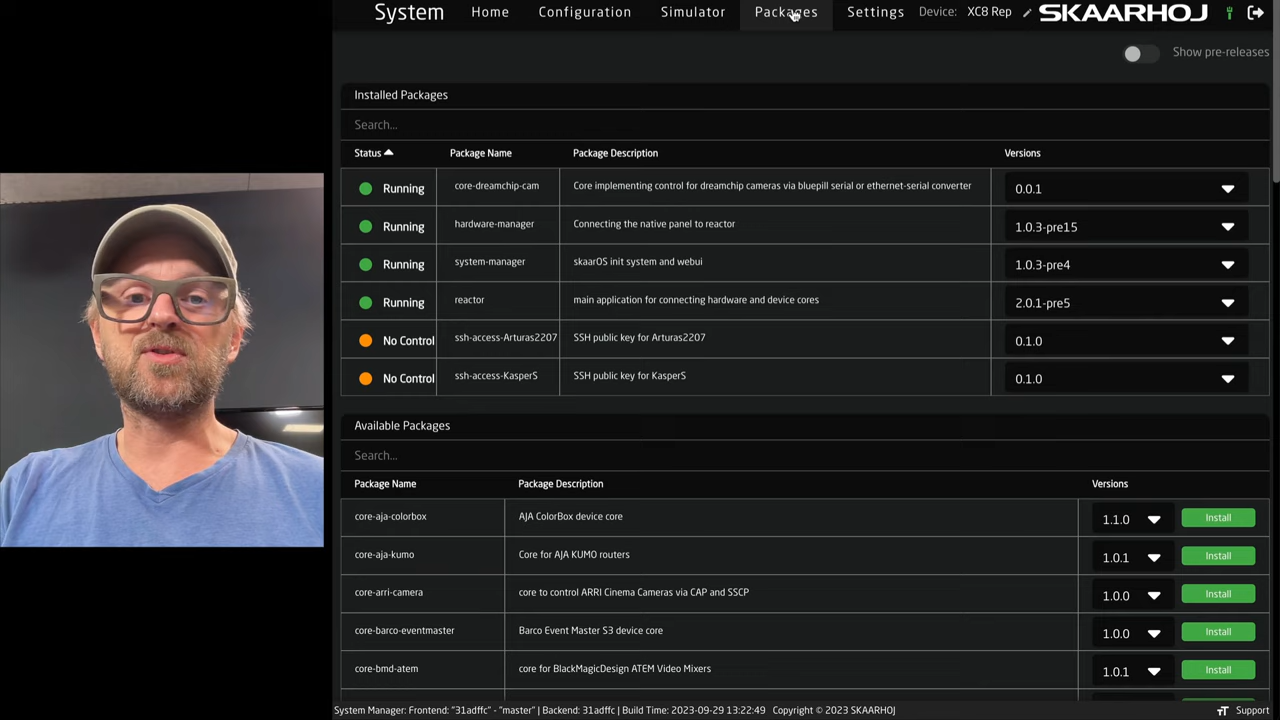 System Home Configuration Simulator Packages Settings Device: XC8 Rep SKAARHOJ
Show pre-releases
Installed Packages
Search...
Status Package Name Package Description Versions
Running core-dreamchip-cam Core implementing control for dreamchip cameras via bluepill serial or ethernet-serial converter 0.0.1
Running hardware-manager Connecting the native panel to reactor 1.0.3-pre15
Running system-manager skaarOS init system and webui 1.0.3-pre4
Running reactor main application for connecting hardware and device cores 2.0.1-pre5
No Control ssh-access-Arturas2207 SSH public key for Arturas2207 0.1.0
No Control ssh-access-KasperS SSH public key for KasperS 0.1.0
Available Packages
Search...
Package Name Package Description Versions
core-aja-colorbox AJA ColorBox device core 1.1.0 Install
core-aja-kumo Core for AJA KUMO routers 1.0.1 Install
core-arri-camera core to control ARRI Cinema Cameras via CAP and SSCP 1.0.0 Install
core-barco-eventmaster Barco Event Master S3 device core 1.0.0 Install
core-bmd-atem core for BlackMagicDesign ATEM Video Mixers 1.0.1 Install
System Manager: Frontend: "31adffc" - "master" | Backend: 31adffc | Build Time: 2023-09-29 13:22:49 Copyright © 2023 SKAARHOJ TT Support